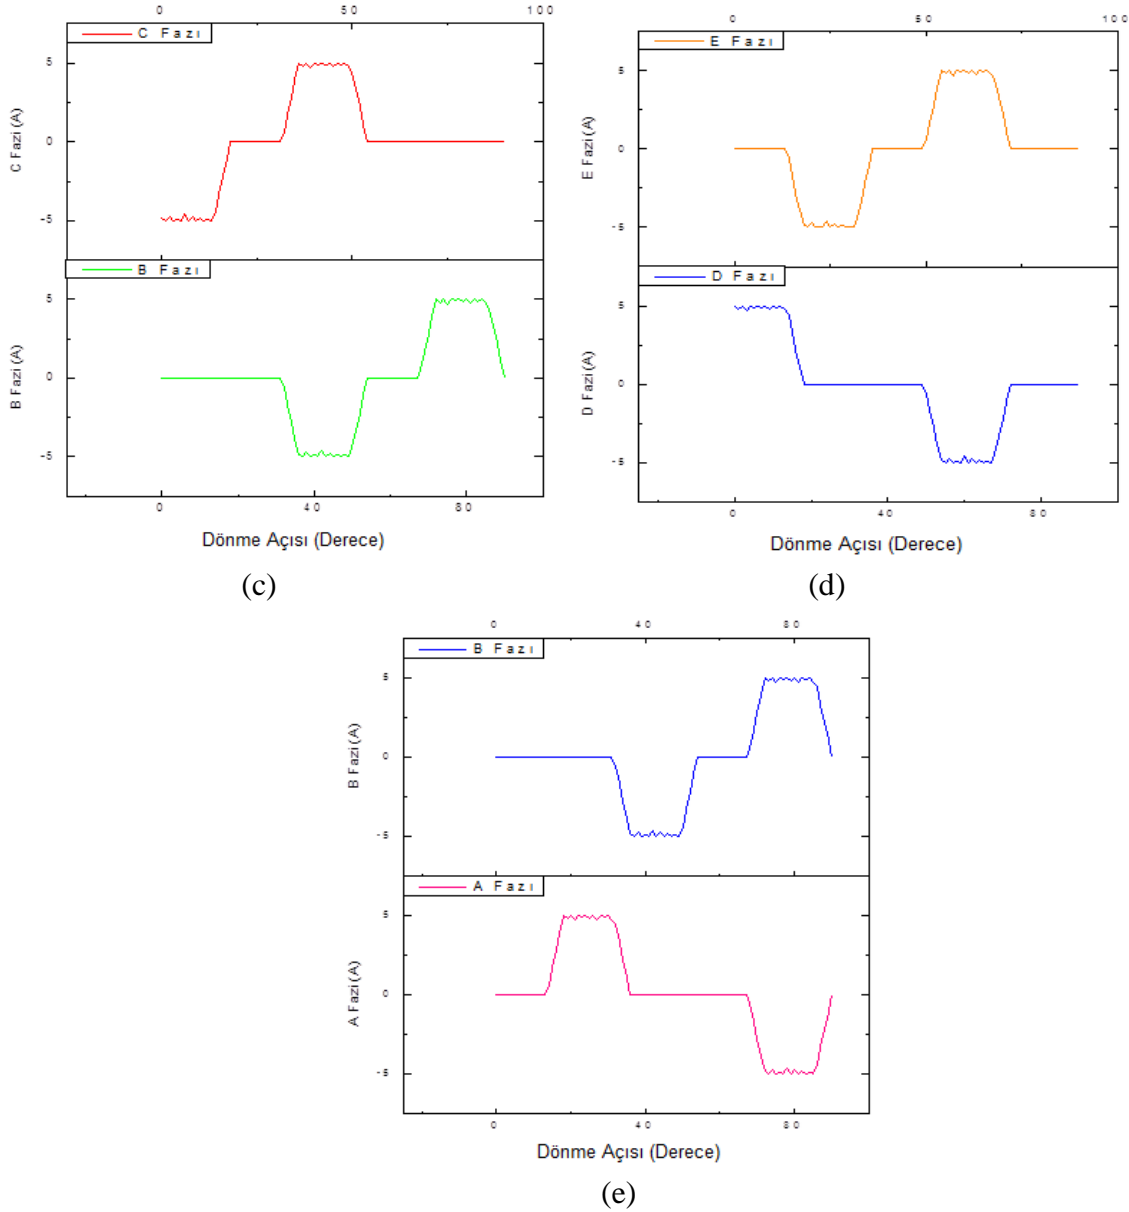 0 50 100
C Fazı
5
0
-5
C Fazi (A)
B Fazı
5
0
-5
B Fazi (A)
0 40 80
Dönme Açısı (Derece)
(c)
0 50 100
E Fazı
5
0
-5
E Fazi (A)
D Fazı
5
0
-5
D Fazi (A)
0 40 80
Dönme Açısı (Derece)
(d)
0 40 80
B Fazı
5
0
-5
B Fazi (A)
A Fazı
5
0
-5
A Fazi (A)
0 40 80
Dönme Açısı (Derece)
(e)